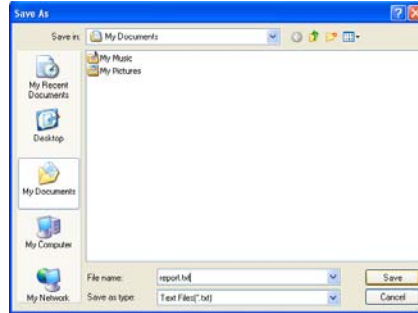 Save As
Save in:
My Documents
My Music
My Pictures
My Recent
Documents
Desktop
My Documents
My Computer
My Network
File name:
report.txt
Save
Save as type:
Text Files(*.txt)
Cancel